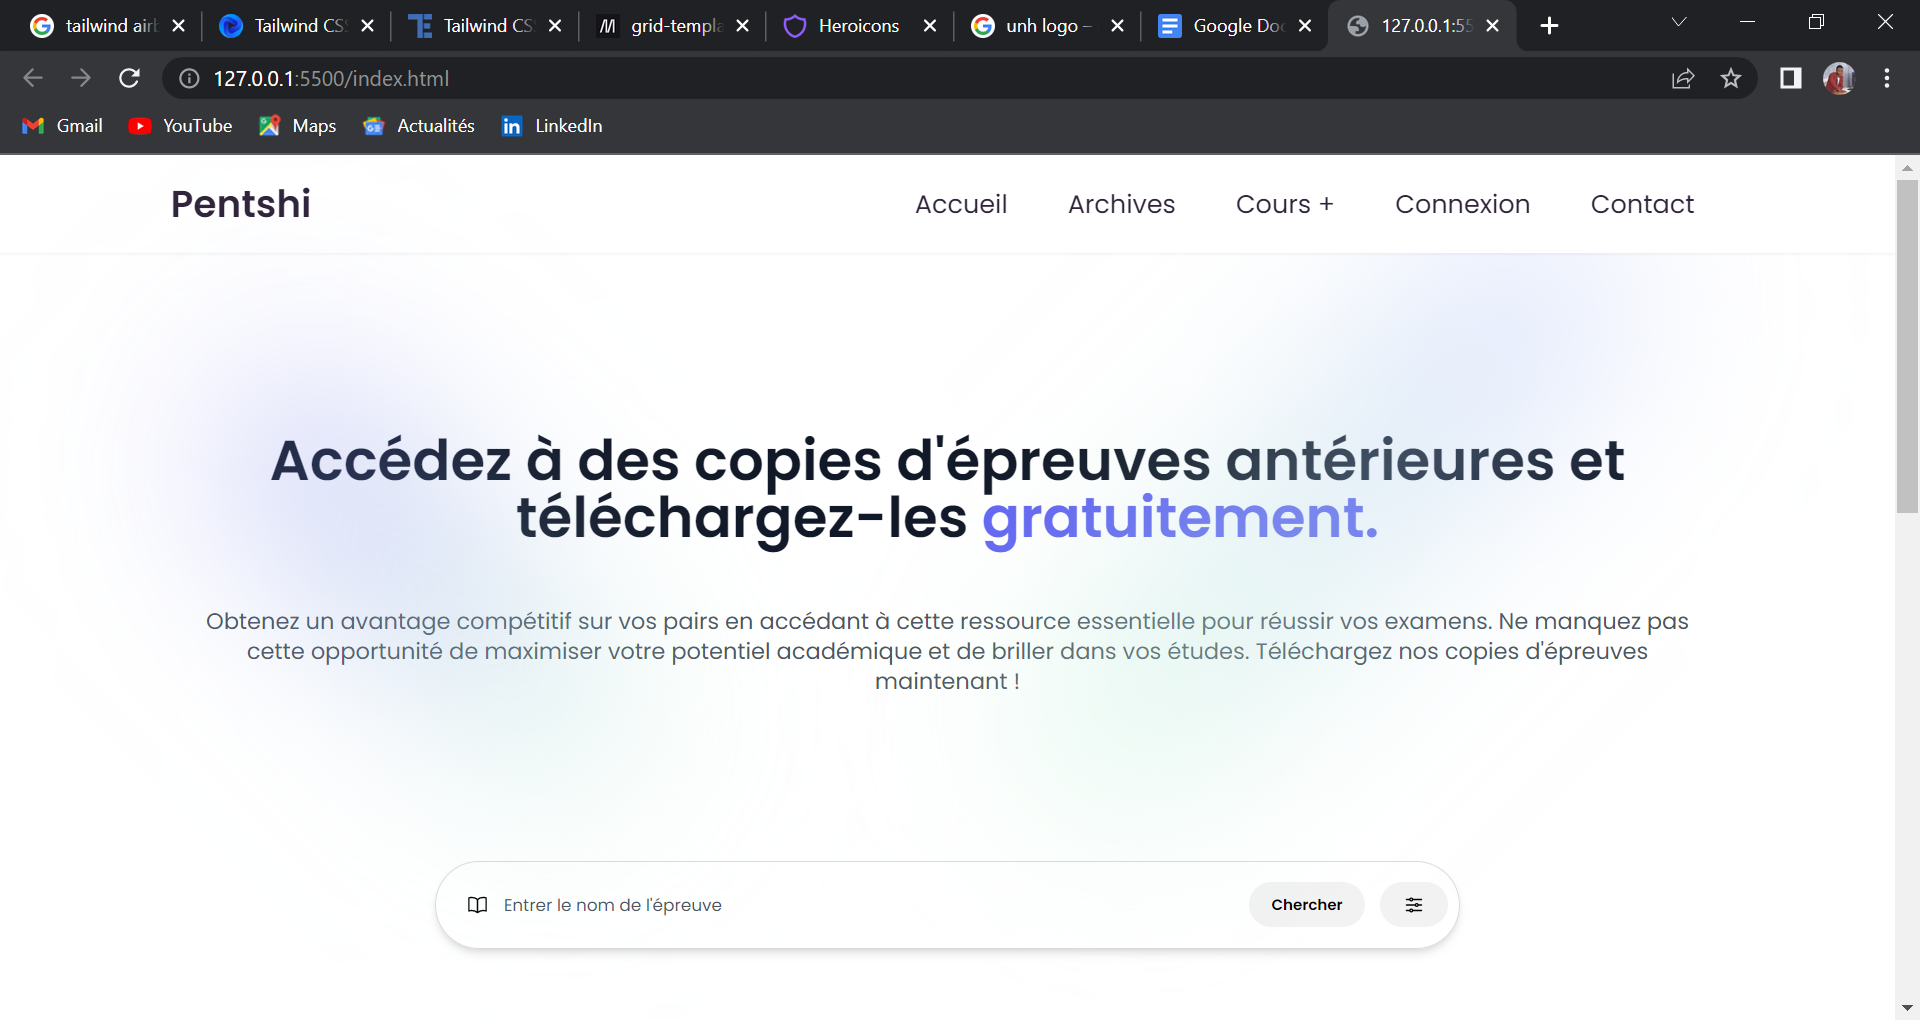 tailwind airb
Tailwind CS
Tailwind CS
grid-templa
Heroicons
unh logo –
Google Doc
127.0.0.1:55
127.0.0.1:5500/index.html
Gmail
YouTube
Maps
Actualités
LinkedIn
Pentshi
Accueil
Archives
Cours +
Connexion
Contact
Accédez à des copies d'épreuves antérieures et
téléchargez-les gratuitement.
Obtenez un avantage compétitif sur vos pairs en accédant à cette ressource essentielle pour réussir vos examens. Ne manquez pas
cette opportunité de maximiser votre potentiel académique et de briller dans vos études. Téléchargez nos copies d'épreuves
maintenant !
Entrer le nom de l'épreuve
Chercher